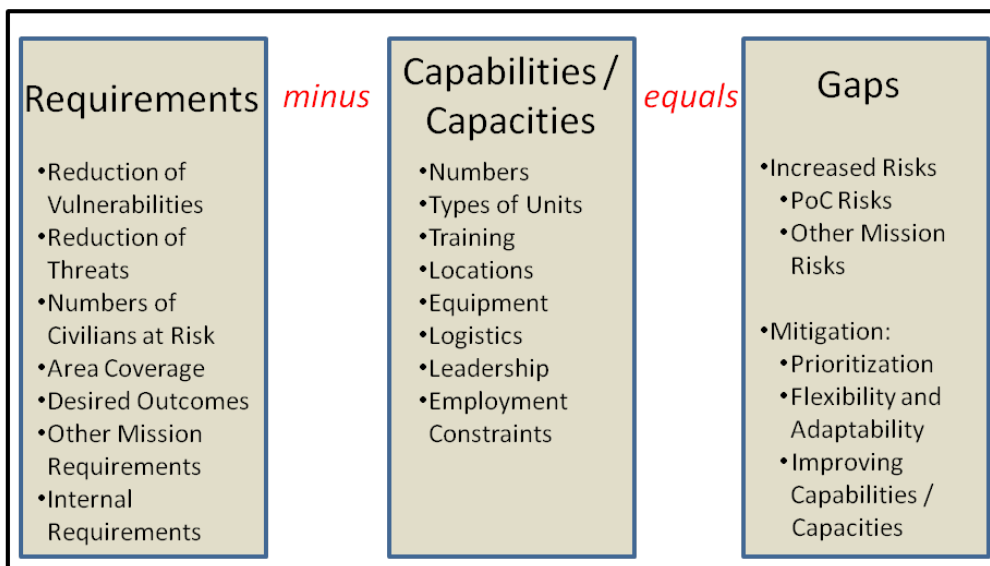 Requirements
•Reduction of
Vulnerabilities
•Reduction of
Threats
•Numbers of
Civilians at Risk
•Area Coverage
•Desired Outcomes
•Other Mission
Requirements
•Internal
Requirements
minus
Capabilities /
Capacities
•Numbers
•Types of Units
•Training
•Locations
•Equipment
•Logistics
•Leadership
•Employment
Constraints
equals
Gaps
•Increased Risks
•PoC Risks
•Other Mission
Risks
•Mitigation:
•Prioritization
•Flexibility and
Adaptability
•Improving
Capabilities /
Capacities